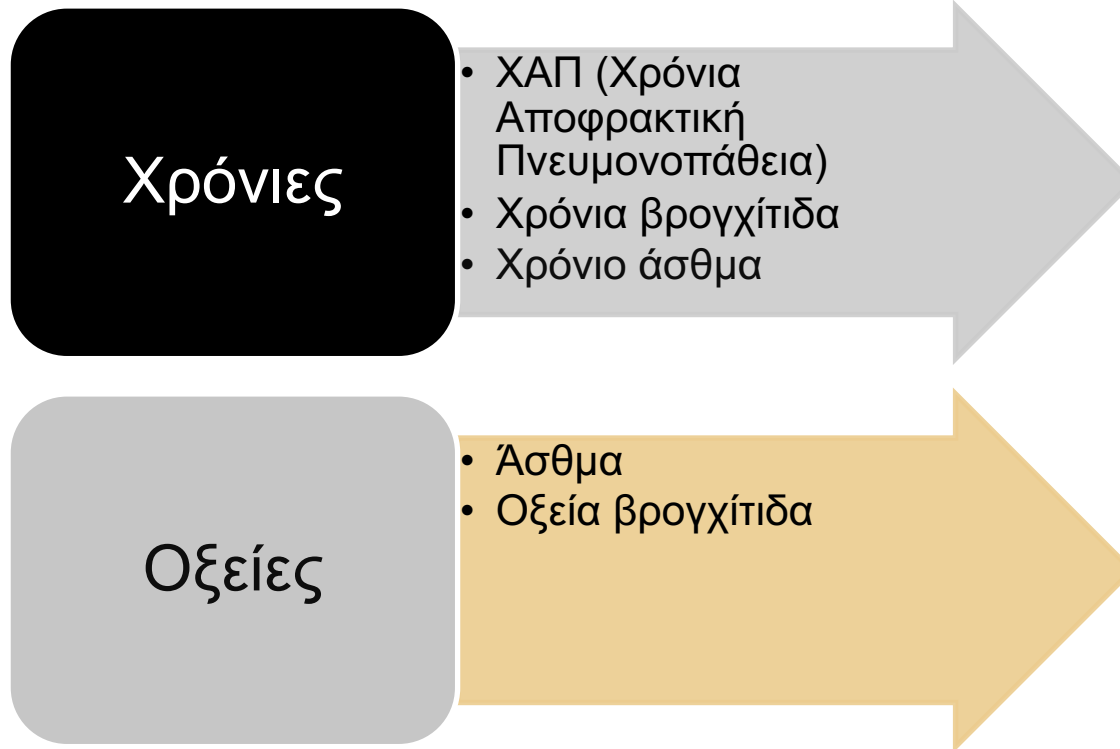 Χρόνιες
• ΧΑΠ (Χρόνια
Αποφρακτική
Πνευμονοπάθεια)
• Χρόνια βρογχίτιδα
• Χρόνιο άσθμα
Οξείες
• Άσθμα
• Οξεία βρογχίτιδα